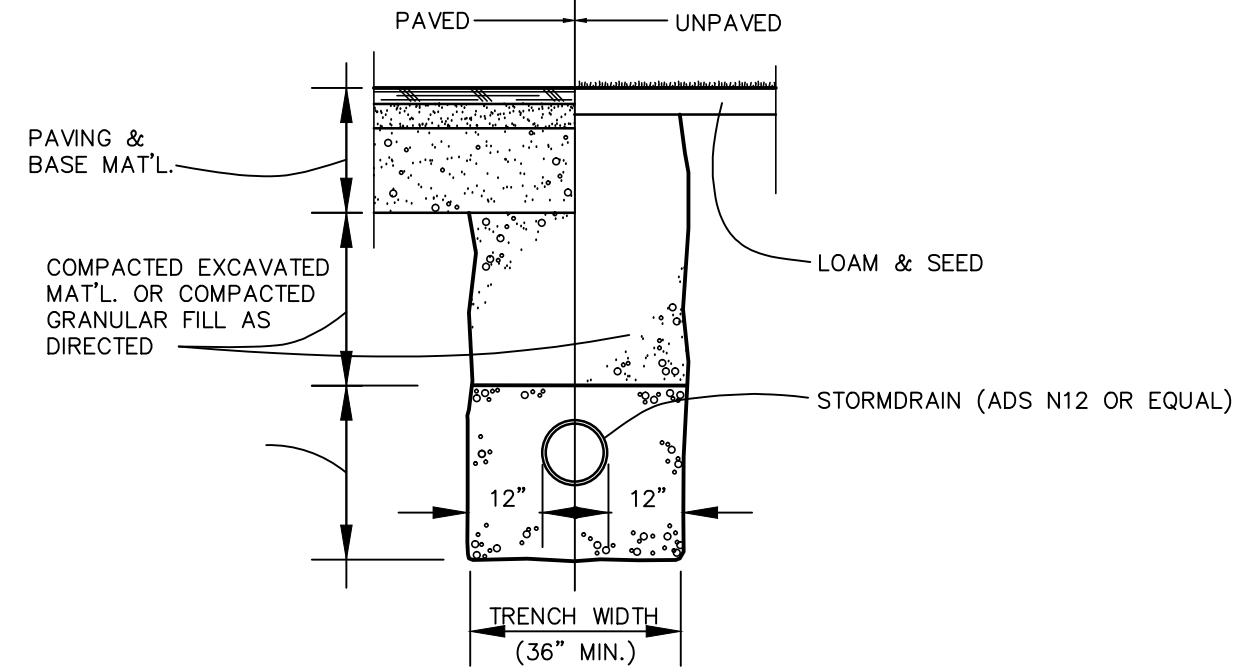 PAVED
UNPAVED
PAVING &
BASE MAT'L.
COMPACTED EXCAVATED
MAT'L. OR COMPACTED
GRANULAR FILL AS
DIRECTED
LOAM & SEED
STORMDRAIN (ADS N12 OR EQUAL)
12"
12"
TRENCH WIDTH
(36" MIN.)